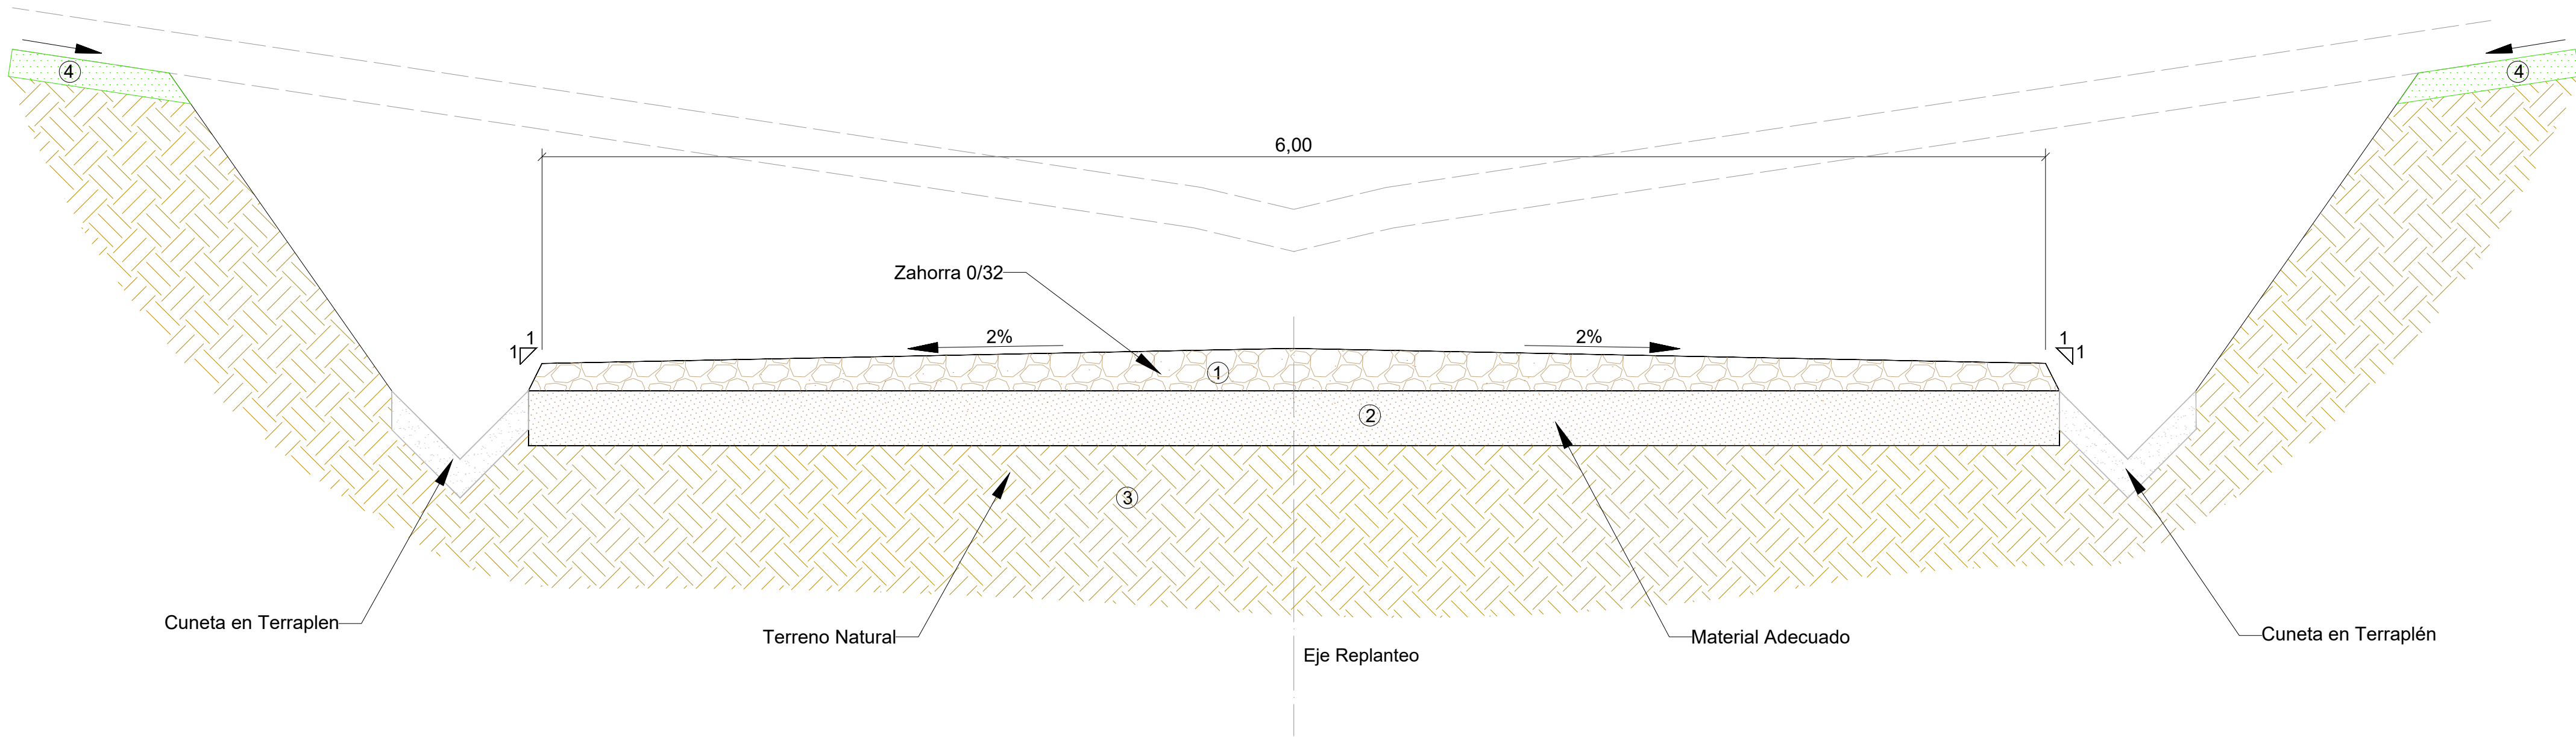 4
4
6,00
Zahorra 0/32
1
1
2%
2%
1
1
1
2
3
Cuneta en Terraplen
Terreno Natural
Material Adecuado
Cuneta en Terraplén
Eje Replanteo